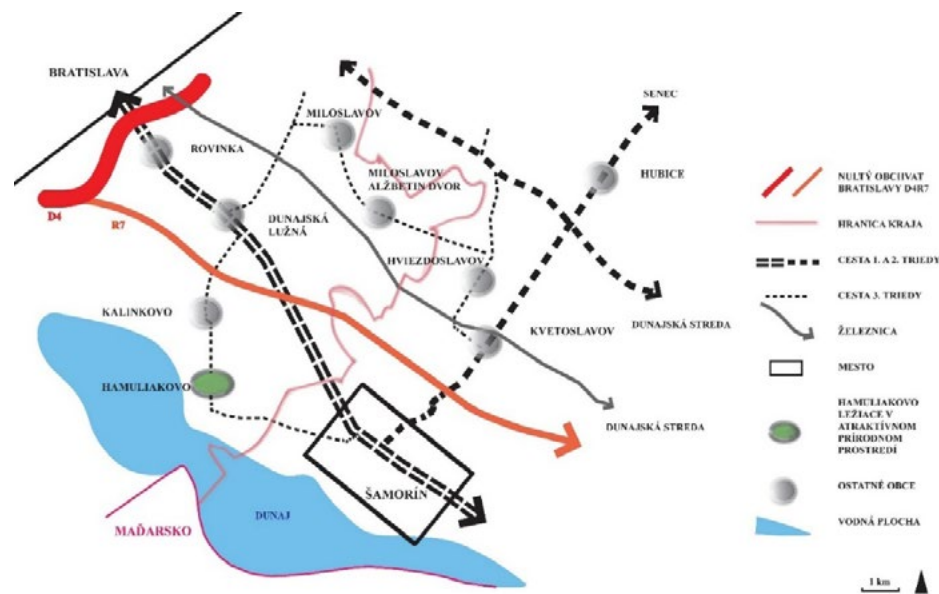 BRATISLAVA
D4
R7
ROVINKA
MILOSLAVOV
MILOSLAVOV
ALŽBETIN DVOR
DUNAJSKÁ
LUŽNÁ
HVIEZDOSLAVOV
SENEC
HUBICE
KALINKOVO
KVETOSLAVOV
DUNAJSKÁ STREDA
HAMULIAKOVO
DUNAJSKÁ STREDA
ŠAMORÍN
DUNAJ
MAĎARSKO
NULTÝ OBCHVAT
BRATISLAVY D4R7
HRANICA KRAJA
CESTA 1. A 2. TRIEDY
CESTA 3. TRIEDY
ŽELEZNICA
MESTO
HAMULIAKOVO
LEŽIACE V
ATRAKTÍVNOM
PRÍRODNOM
PROSTREDÍ
OSTATNÉ OBCE
VODNÁ PLOCHA
1 km